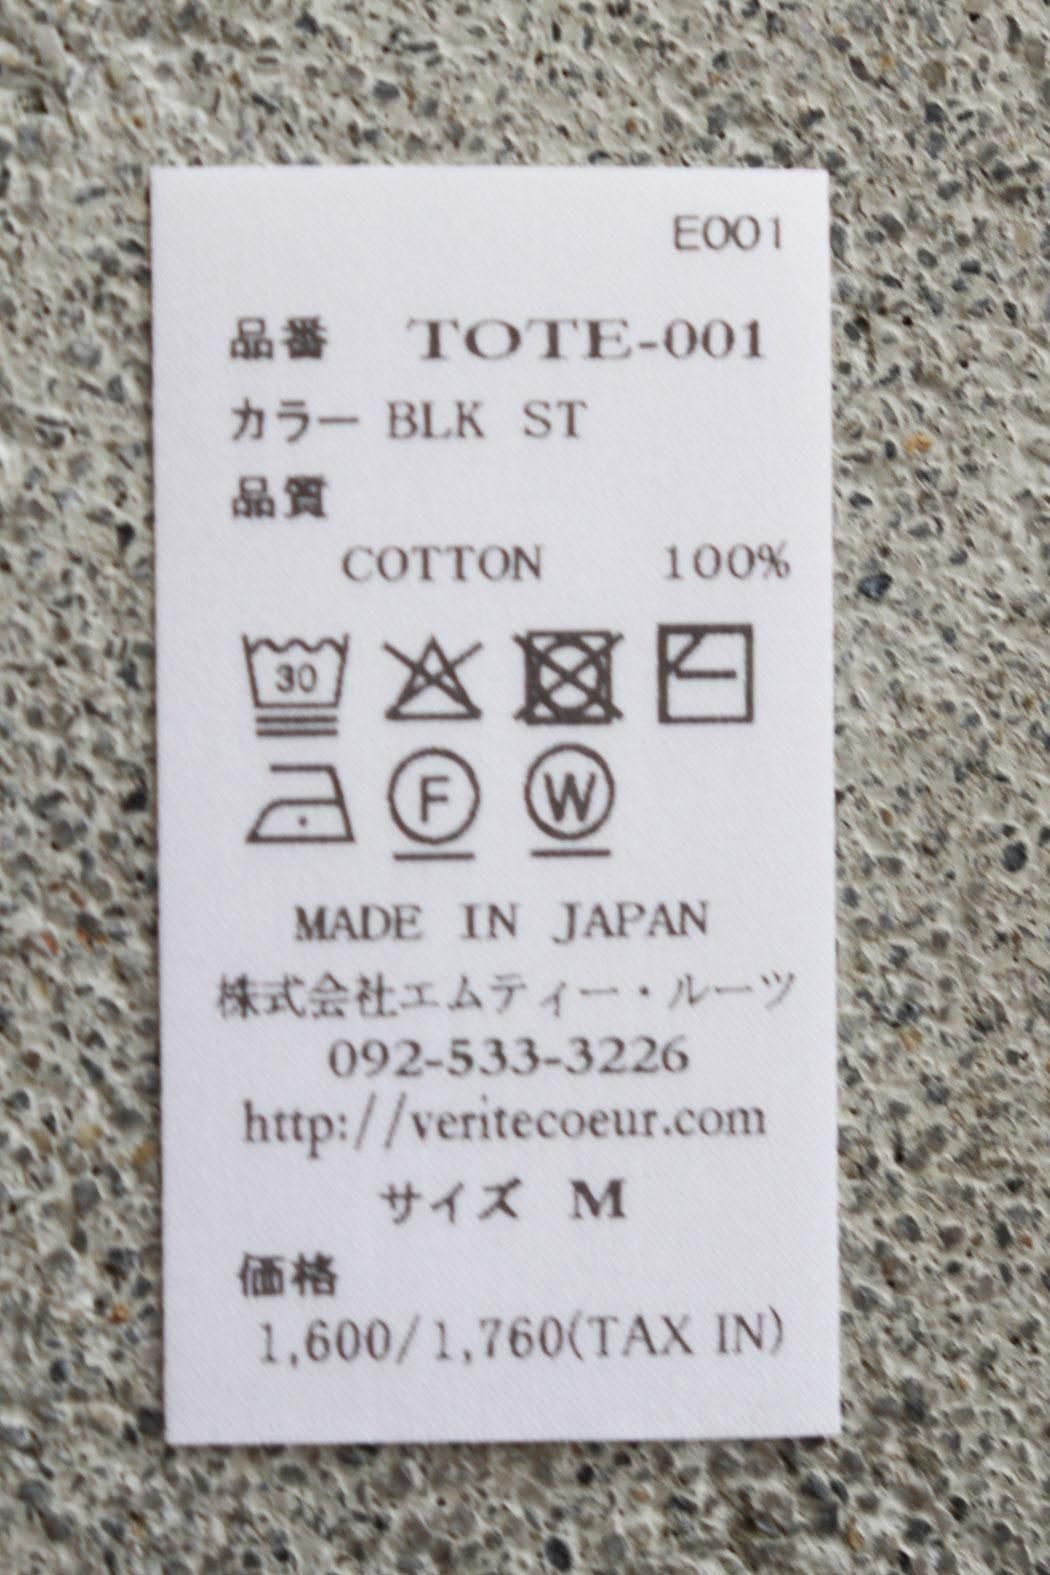 E001
品番 TOTE-001
カラー BLK ST
品質
COTTON 100%
30
F W
MADE IN JAPAN
株式会社エムティー・ルーツ
092-533-3226
http://veritecoeur.com
サイズ M
価格
1,600/1,760(TAX IN)